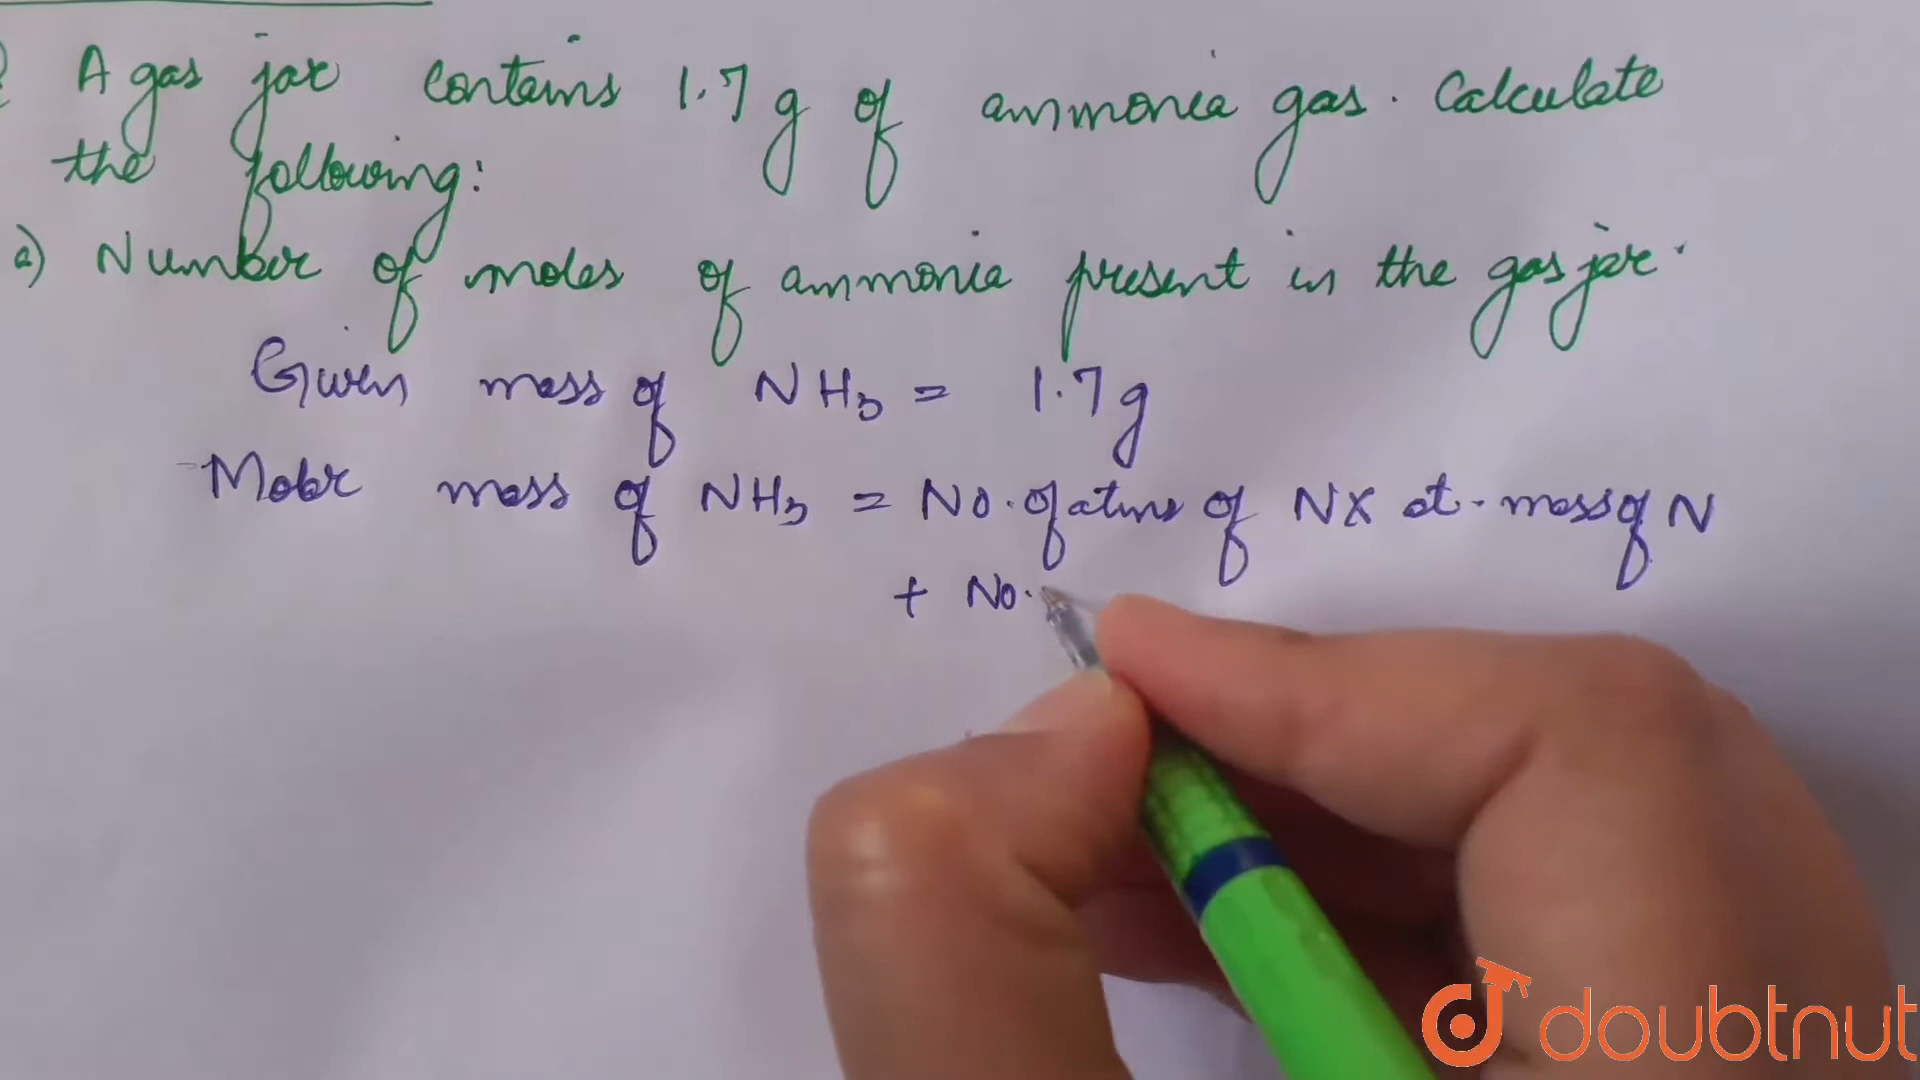 A gas jar contains 1.7 g of ammonia gas. Calculate
the following:
a) Number of moles of ammonia present in the gas jar.
Given mass of NH3 = 1.7g
Molar mass of NH3 = No. of atms of N X at. mass of N
+ No.
doubtnut